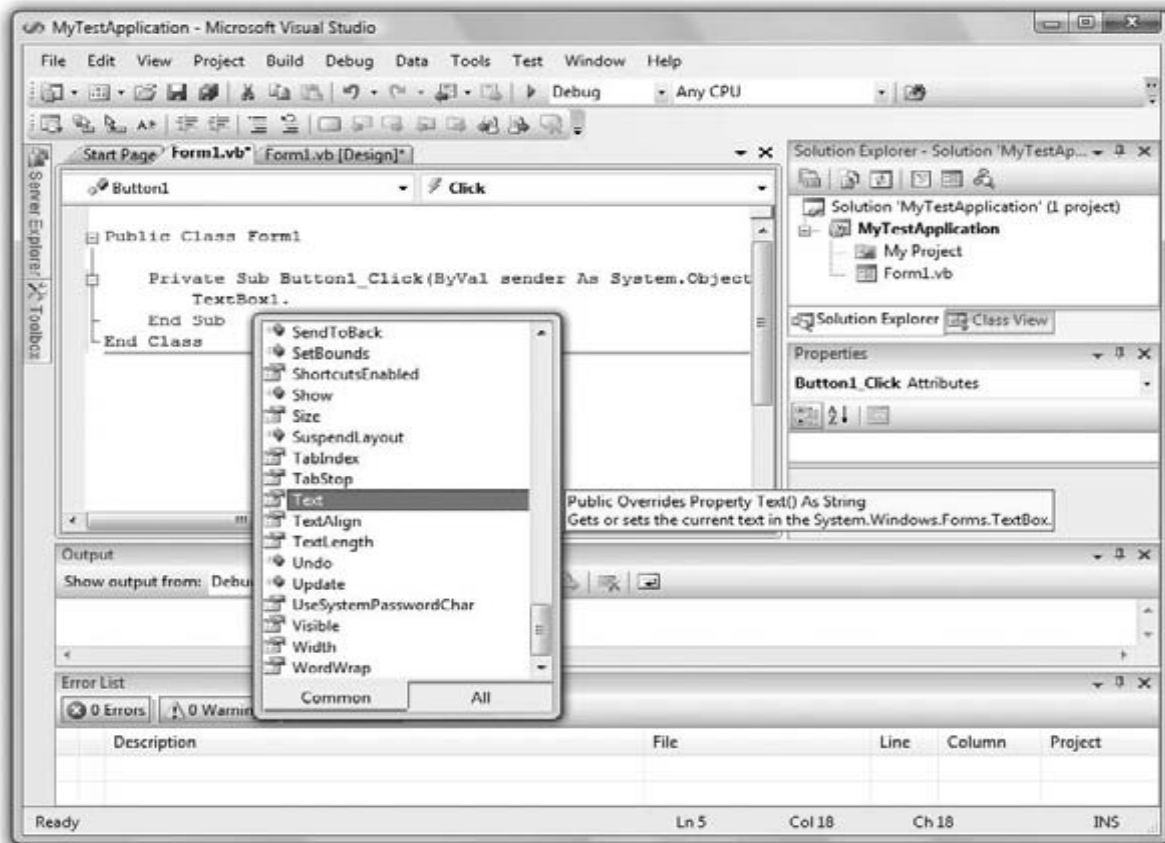 MyTestApplication - Microsoft Visual Studio
File Edit View Project Build Debug Data Tools Test Window Help
Debug Any CPU
Start Page Form1.vb* Form1.vb [Design]*
Button1 Click
Public Class Form1
Private Sub Button1_Click(ByVal sender As System.Object
TextBox1.
End Sub
End Class
SendToBack
SetBounds
ShortcutsEnabled
Show
Size
SuspendLayout
TabIndex
TabStop
Text
TextAlign
TextLength
Undo
Update
UseSystemPasswordChar
Visible
Width
WordWrap
Common All
Public Overrides Property Text() As String
Gets or sets the current text in the System.Windows.Forms.TextBox.
Server Explorer
Toolbox
Solution Explorer - Solution 'MyTestAp...
Solution 'MyTestApplication' (1 project)
MyTestApplication
My Project
Form1.vb
Solution Explorer Class View
Properties
Button1_Click Attributes
Output
Show output from: Debu
Error List
0 Errors 0 Warnin
Description File Line Column Project
Ready Ln 5 Col 18 Ch 18 INS